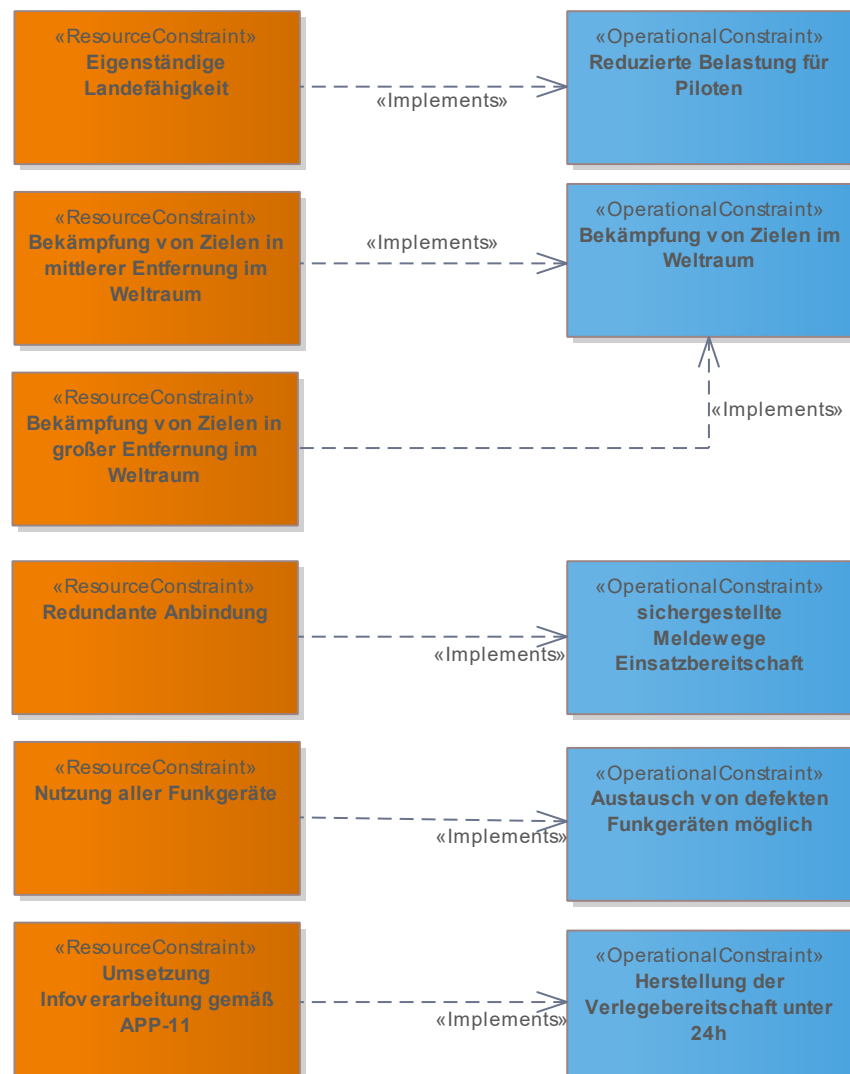 «ResourceConstraint»
Eigenständige
Landefähigkeit
«Implements»
«OperationalConstraint»
Reduzierte Belastung für
Piloten
«ResourceConstraint»
Bekämpfung von Zielen in
mittlerer Entfernung im
Weltraum
«Implements»
«OperationalConstraint»
Bekämpfung von Zielen im
Weltraum
«ResourceConstraint»
Bekämpfung von Zielen in
großer Entfernung im
Weltraum
«Implements»
«ResourceConstraint»
Redundante Anbindung
«Implements»
«OperationalConstraint»
sichergestellte
Meldewege
Einsatzbereitschaft
«ResourceConstraint»
Nutzung aller Funkgeräte
«Implements»
«OperationalConstraint»
Austausch von defekten
Funkgeräten möglich
«ResourceConstraint»
Umsetzung
Infoverarbeitung gemäß
APP-11
«Implements»
«OperationalConstraint»
Herstellung der
Verlegebereitschaft unter
24h